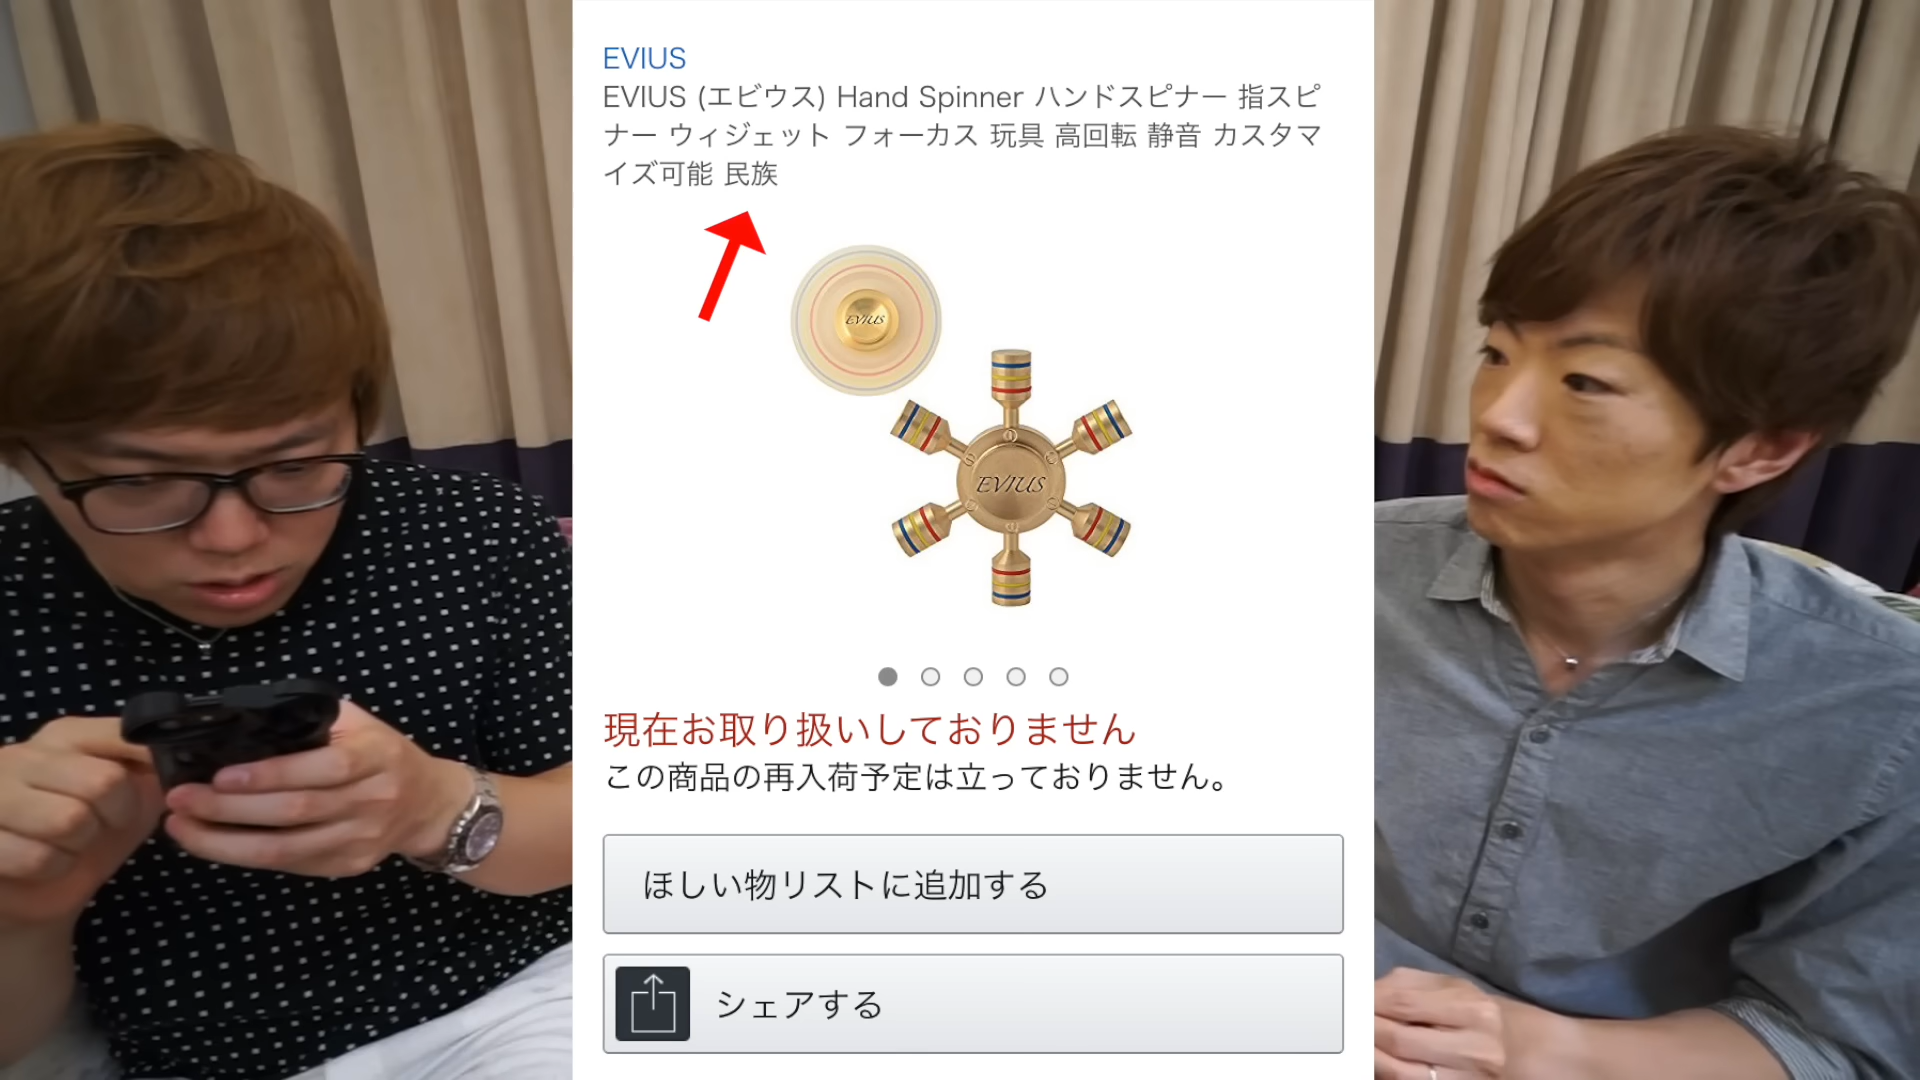 EVIUS
EVIUS (エビウス) Hand Spinner ハンドスピナー 指スピ
ナー ウィジェット フォーカス 玩具 高回転 静音 カスタマ
イズ可能 民族
EVIUS
EVIUS
現在お取り扱いしておりません
この商品の再入荷予定は立っておりません。
ほしい物リストに追加する
シェアする